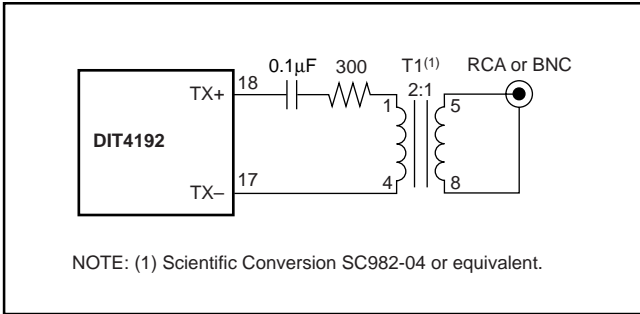 0.1μF 300 T1(1) RCA or BNC
TX+ 18 2:1
1 5
DIT4192
TX– 17 4 8
NOTE: (1) Scientific Conversion SC982-04 or equivalent.